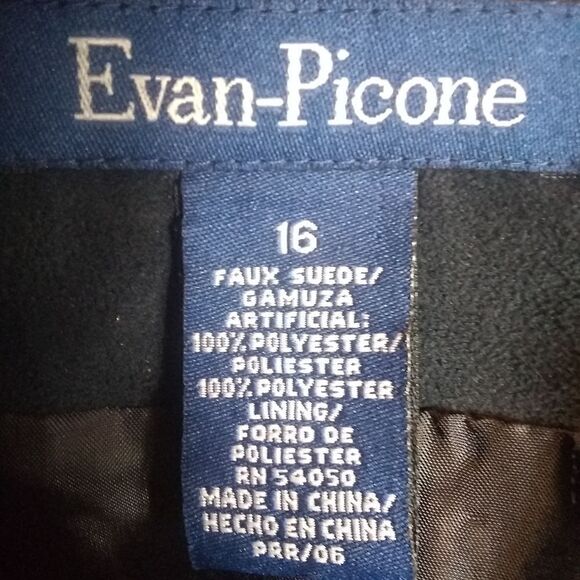 Evan-Picone
16
FAUX SUEDE/
GAMUZA
ARTIFICIAL:
100% POLYESTER/
POLIESTER
100% POLYESTER
LINING/
FORRO DE
POLIESTER
RN 54050
MADE IN CHINA/
HECHO EN CHINA
PRR/06